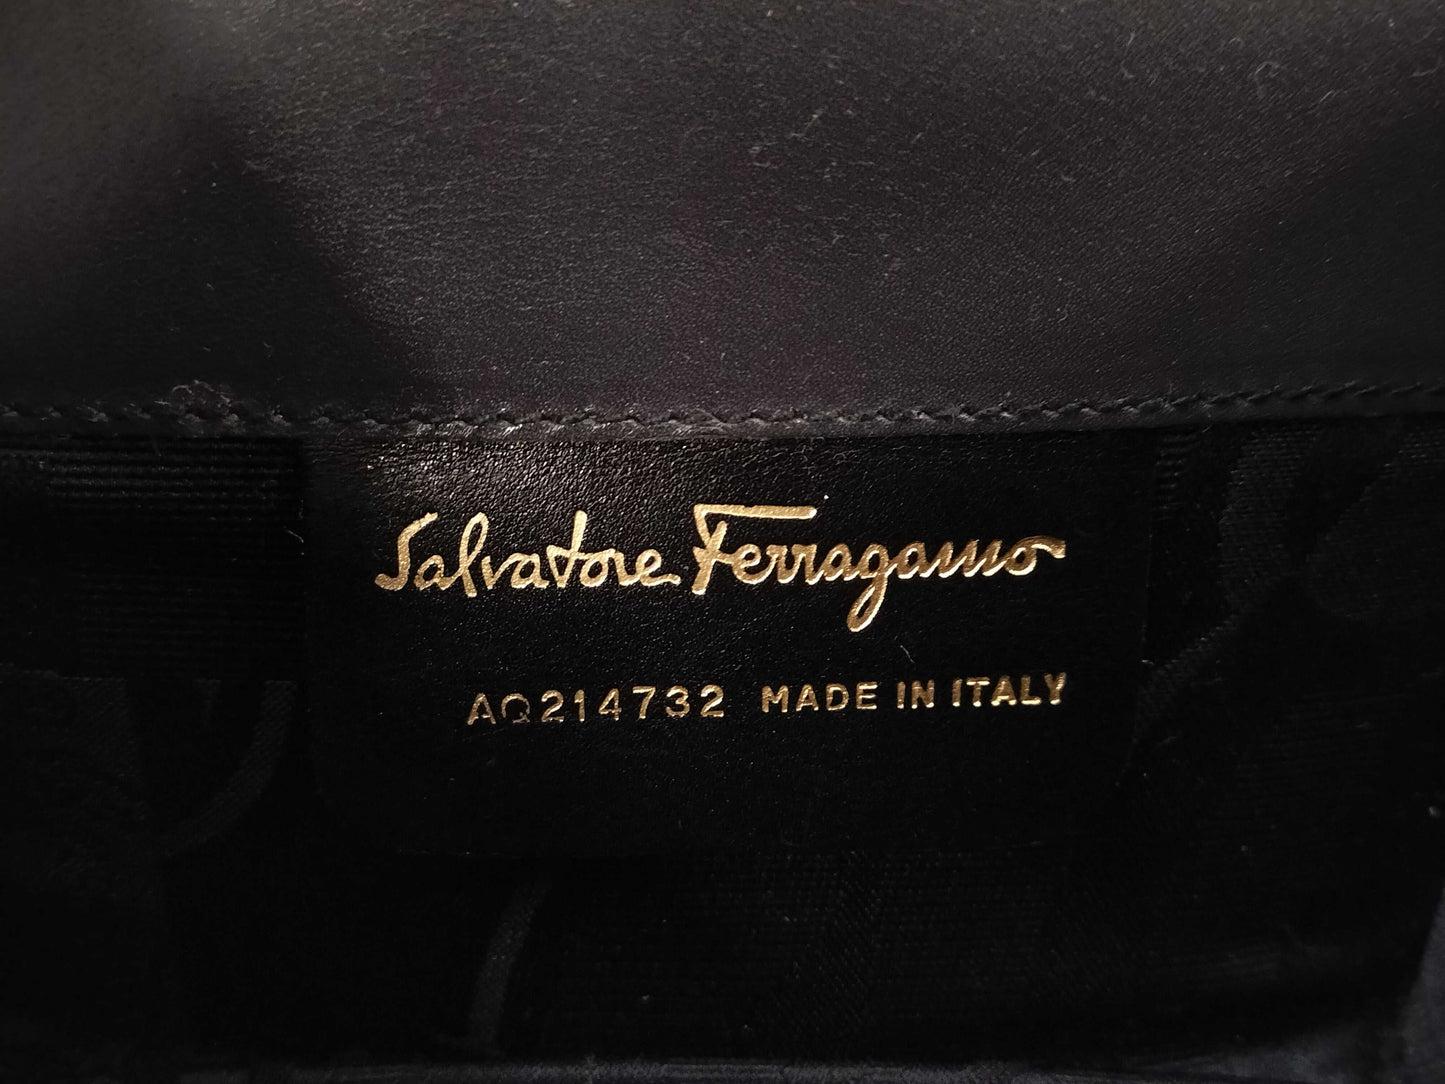 Salvatore Ferragamo
AQ214732 MADE IN ITALY